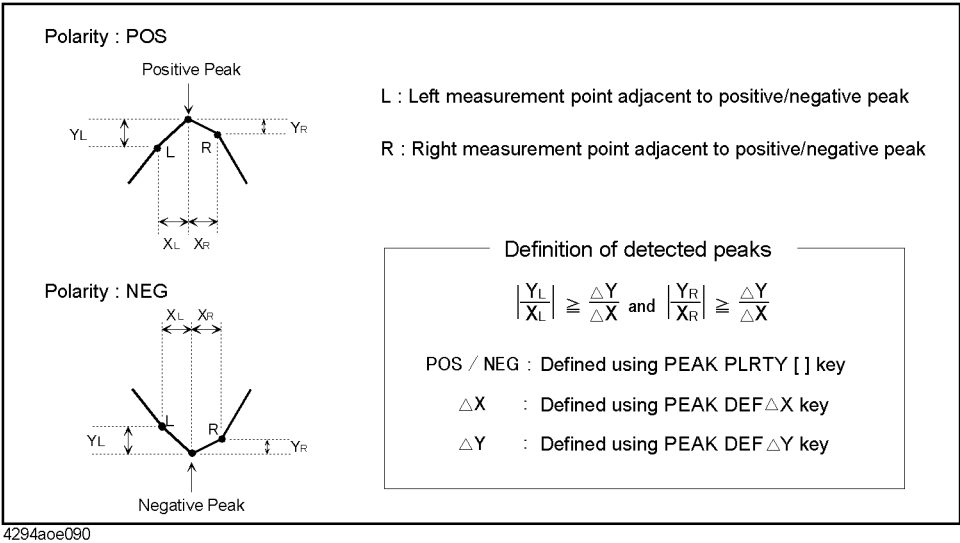 Polarity : POS
Positive Peak
YL
L
R
YR
XL XR
Polarity : NEG
XL XR
YL
L
R
YR
Negative Peak
L : Left measurement point adjacent to positive/negative peak
R : Right measurement point adjacent to positive/negative peak
Definition of detected peaks
|YL/XL| ≧ △Y/△X and |YR/XR| ≧ △Y/△X
POS / NEG : Defined using PEAK PLRTY [ ] key
△X : Defined using PEAK DEF△X key
△Y : Defined using PEAK DEF△Y key
4294aoe090